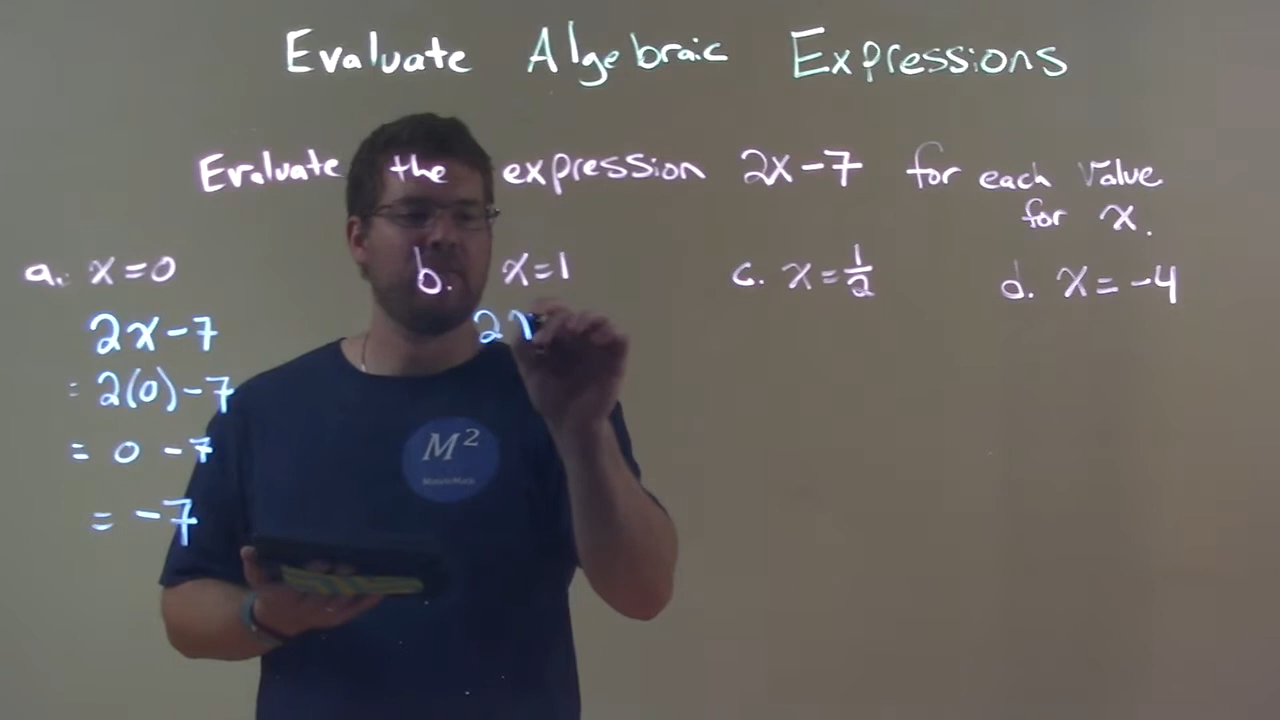 Evaluate Algebraic Expressions
Evaluate the expression 2x-7 for each value
for x.
a. x=0
2x-7
= 2(0)-7
= 0 -7
= -7
b. x=1
2x
c. x=1/2
d. x=-4
M²